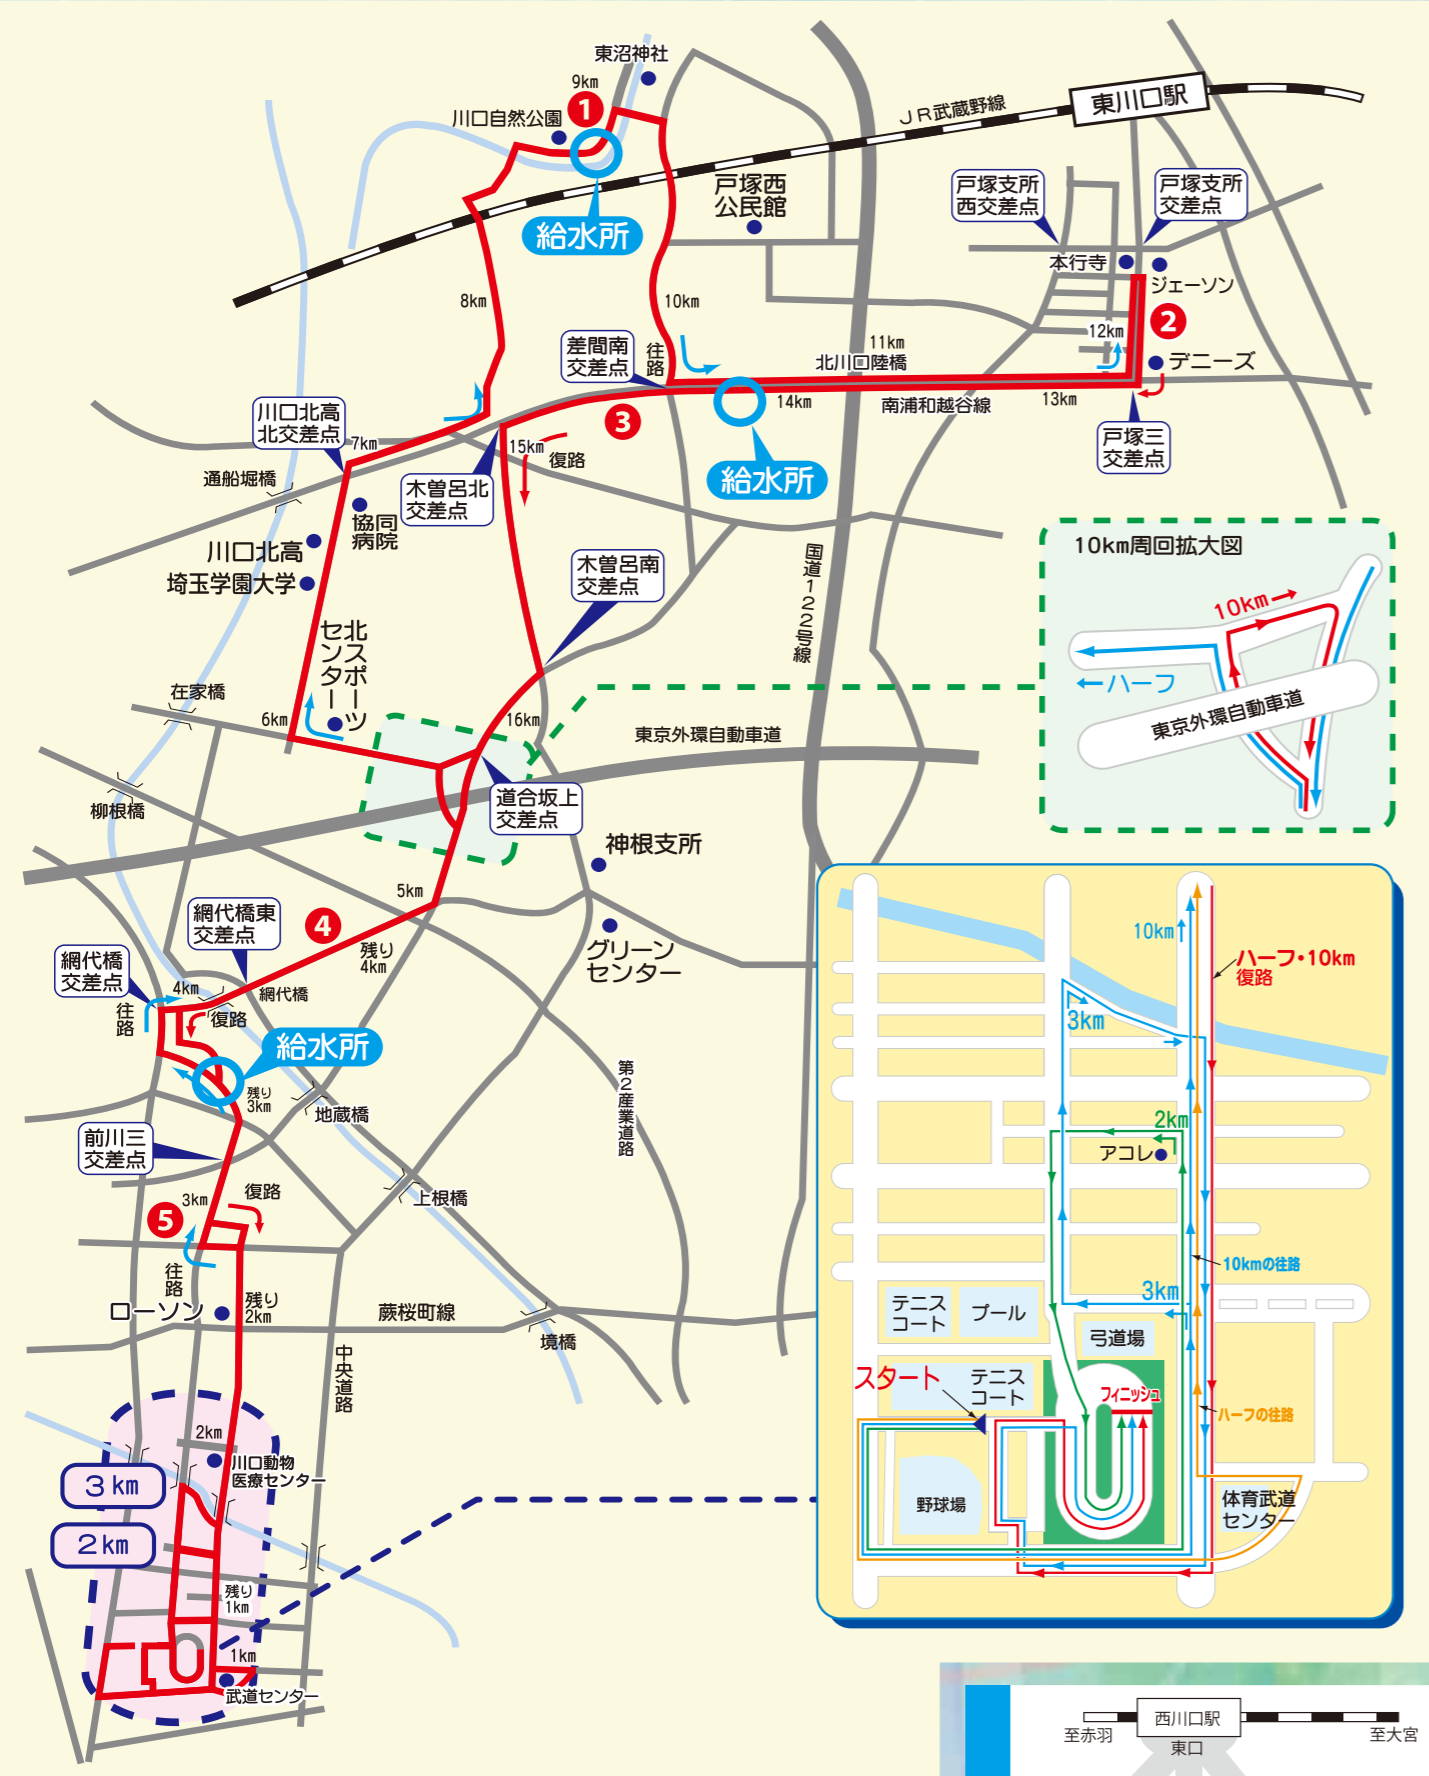 東沼神社
9km
1
川口自然公園
給水所
JR武蔵野線
東川口駅
戸塚西
公民館
戸塚支所
西交差点
戸塚支所
交差点
本行寺
ジェーソン
8km
10km
12km
2
デニーズ
差間南
交差点
往路
11km
北川口陸橋
14km
南浦和越谷線
13km
3
川口北高
北交差点
7km
15km
復路
戸塚三
交差点
給水所
通船堀橋
木曽呂北
交差点
協同
病院
川口北高
埼玉学園大学
木曽呂南
交差点
国道122号線
北スポーツ
センター
在家橋
6km
16km
東京外環自動車道
柳根橋
道合坂上
交差点
神根支所
10km周回拡大図
10km
ハーフ
東京外環自動車道
5km
網代橋東
交差点
4
残り
4km
グリーン
センター
網代橋
交差点
4km
網代橋
往路
復路
給水所
残り
3km
地蔵橋
第2産業道路
前川三
交差点
3km
復路
5
上根橋
往路
ローソン
残り
2km
蕨桜町線
境橋
中央道路
2km
川口動物
医療センター
3km
2km
残り
1km
1km
武道センター
10km
ハーフ・10km
復路
3km
2km
アコレ
10kmの往路
3km
テニス
コート
プール
弓道場
スタート
テニス
コート
フィニッシュ
ハーフの往路
野球場
体育武道
センター
西川口駅
至赤羽
至大宮
東口